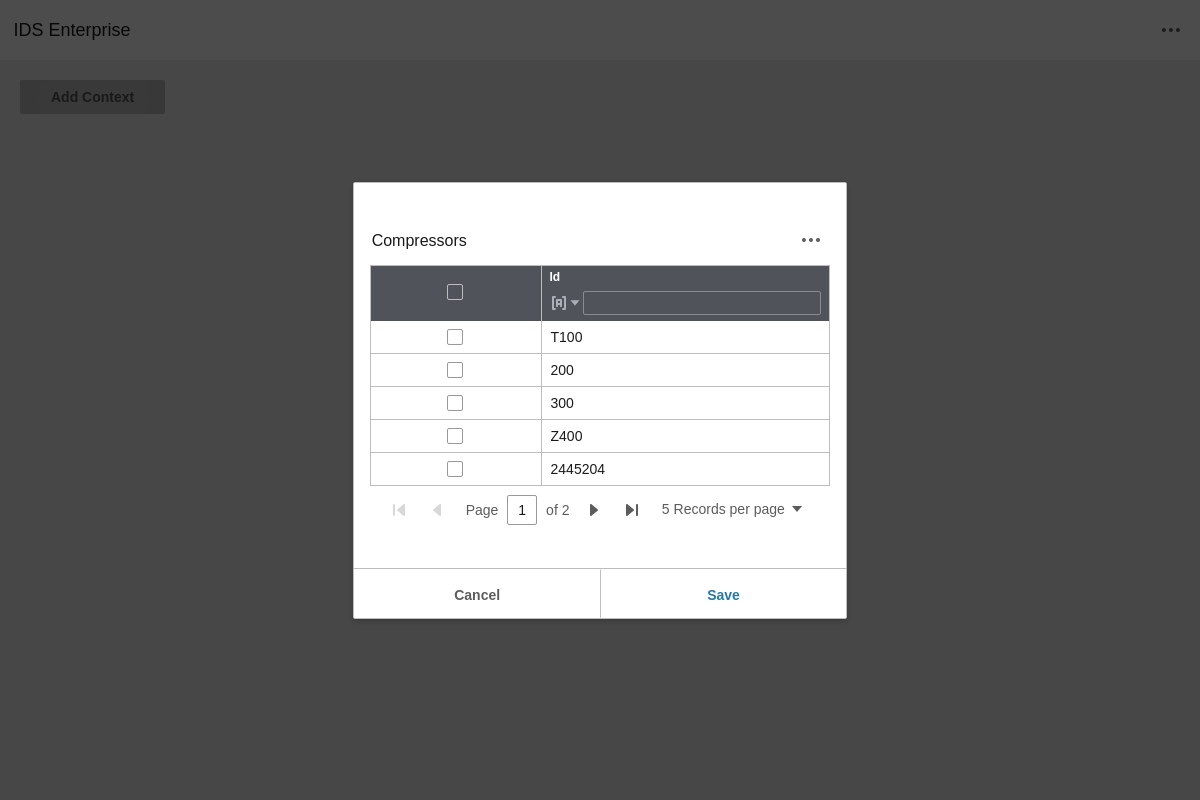 IDS Enterprise
Add Context
Compressors
Id
T100
200
300
Z400
2445204
Page 1 of 2 5 Records per page
Cancel Save